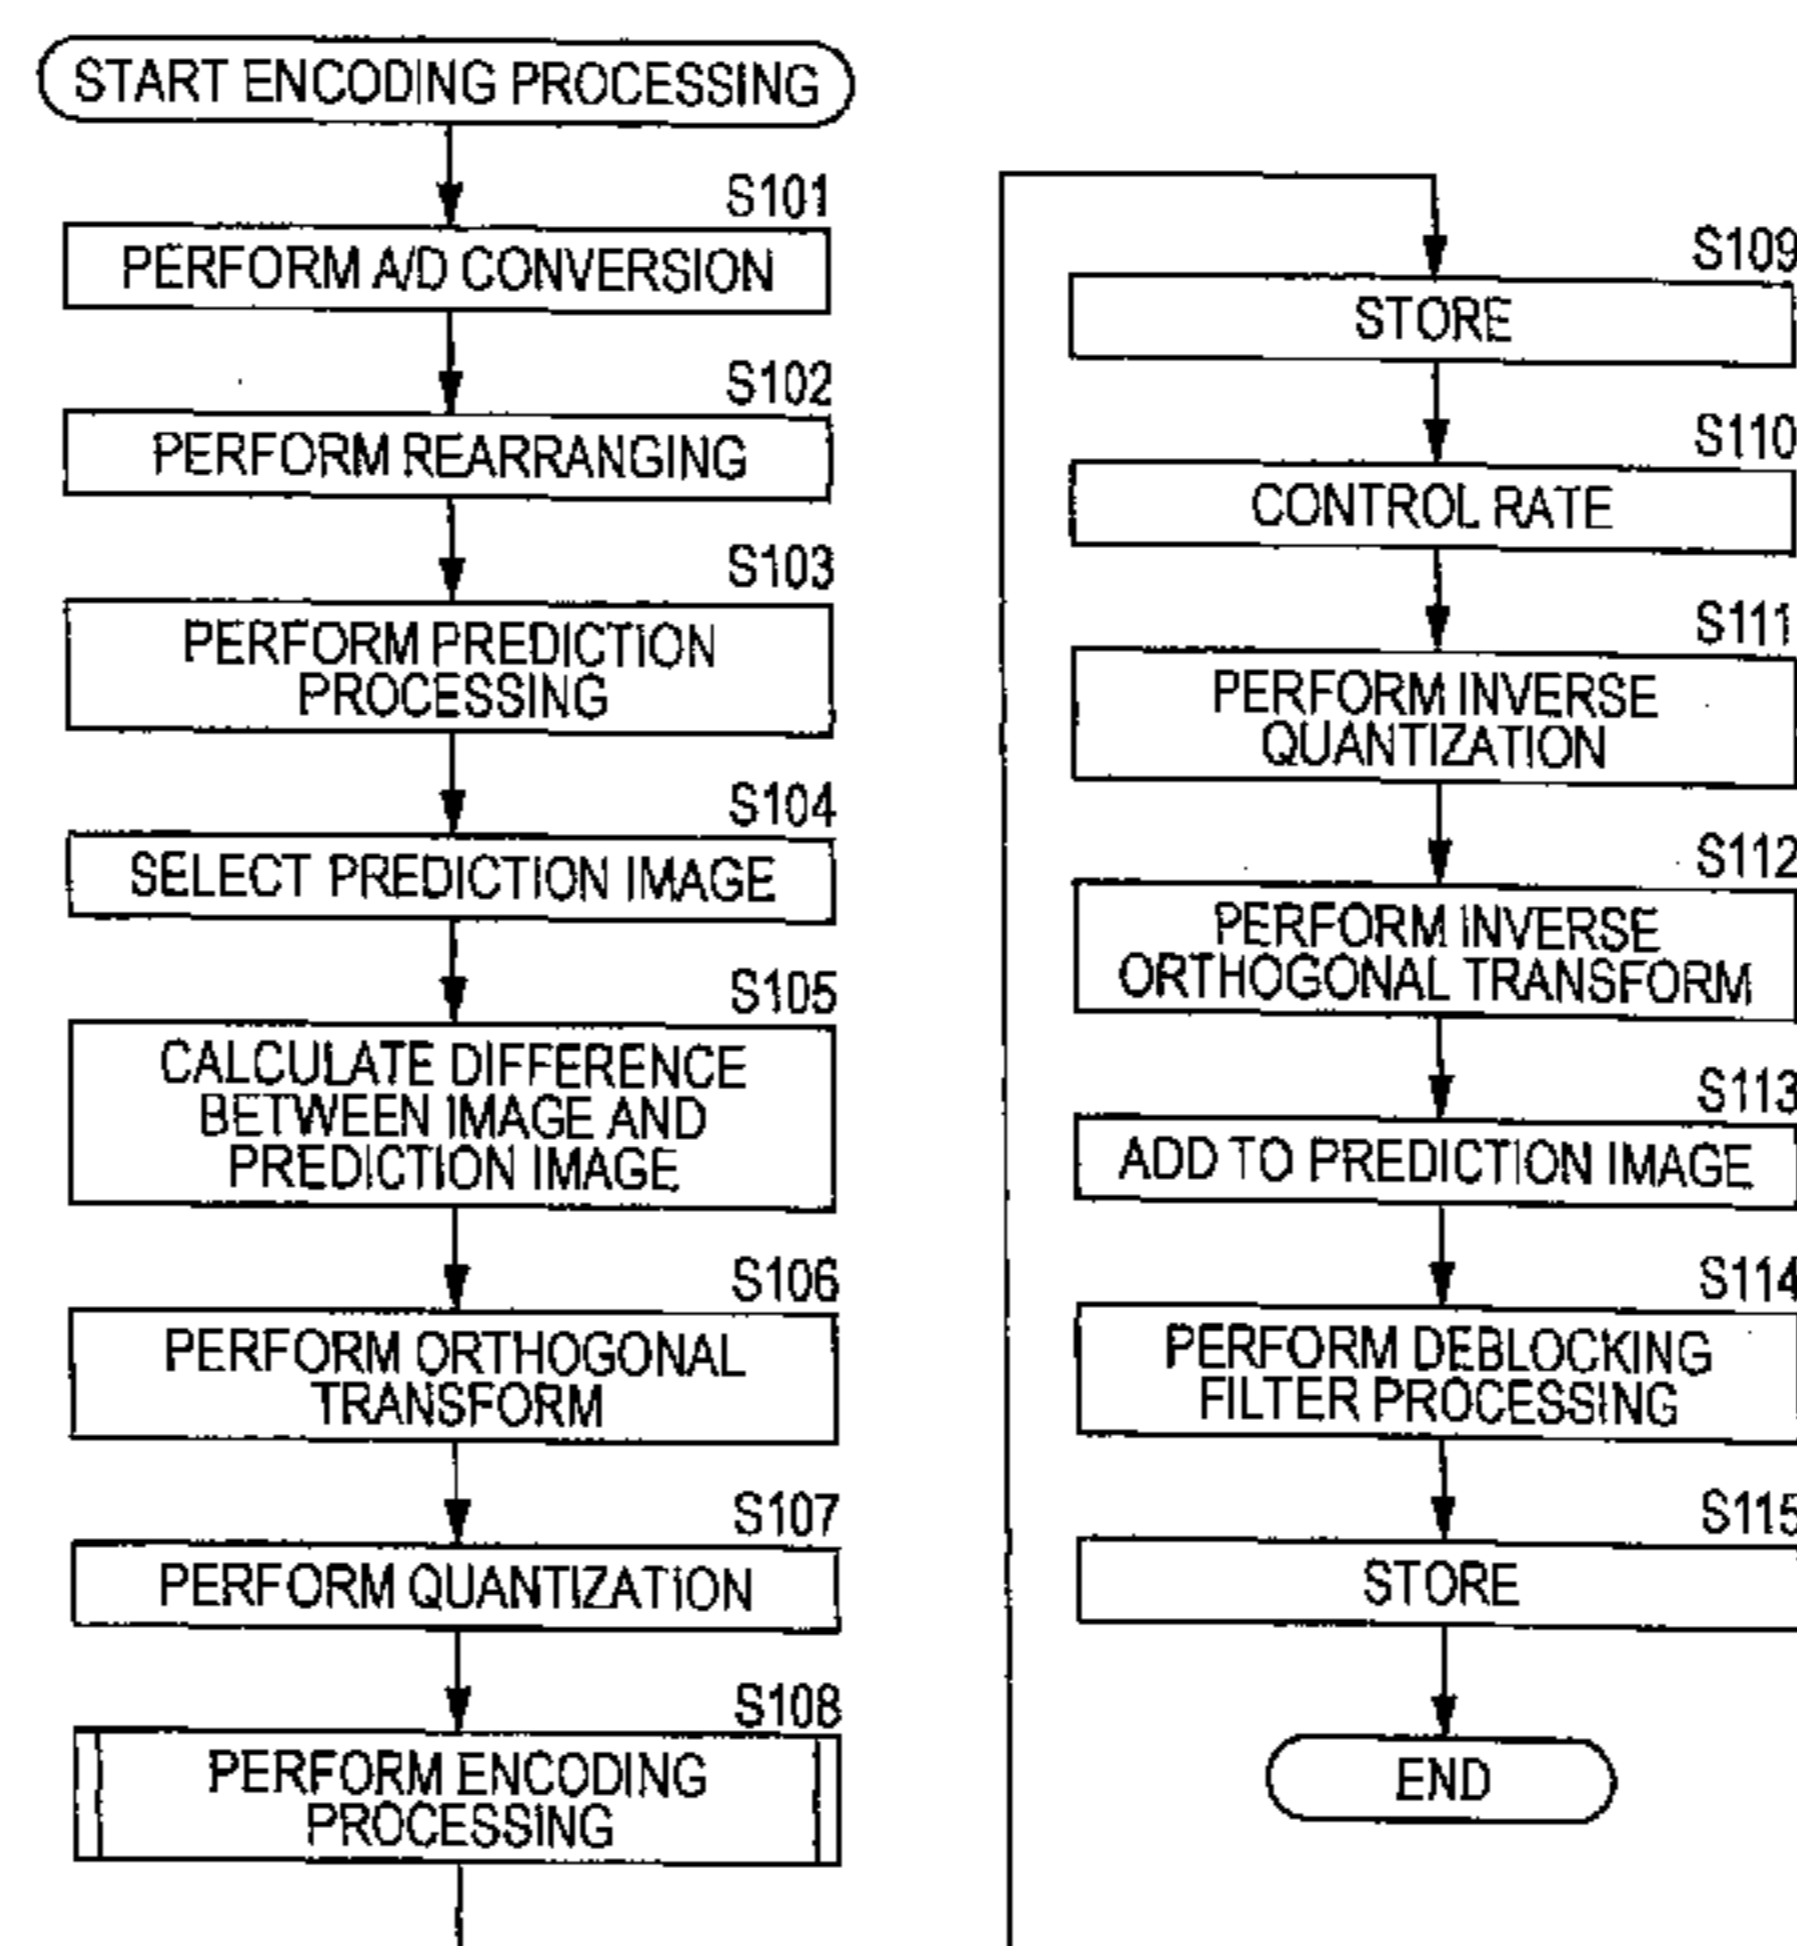 START ENCODING PROCESSING
S101
PERFORM A/D CONVERSION
S102
PERFORM REARRANGING
S103
PERFORM PREDICTION
PROCESSING
S104
SELECT PREDICTION IMAGE
S105
CALCULATE DIFFERENCE
BETWEEN IMAGE AND
PREDICTION IMAGE
S106
PERFORM ORTHOGONAL
TRANSFORM
S107
PERFORM QUANTIZATION
S108
PERFORM ENCODING
PROCESSING
S109
STORE
S110
CONTROL RATE
S111
PERFORM INVERSE
QUANTIZATION
S112
PERFORM INVERSE
ORTHOGONAL TRANSFORM
S113
ADD TO PREDICTION IMAGE
S114
PERFORM DEBLOCKING
FILTER PROCESSING
S115
STORE
END